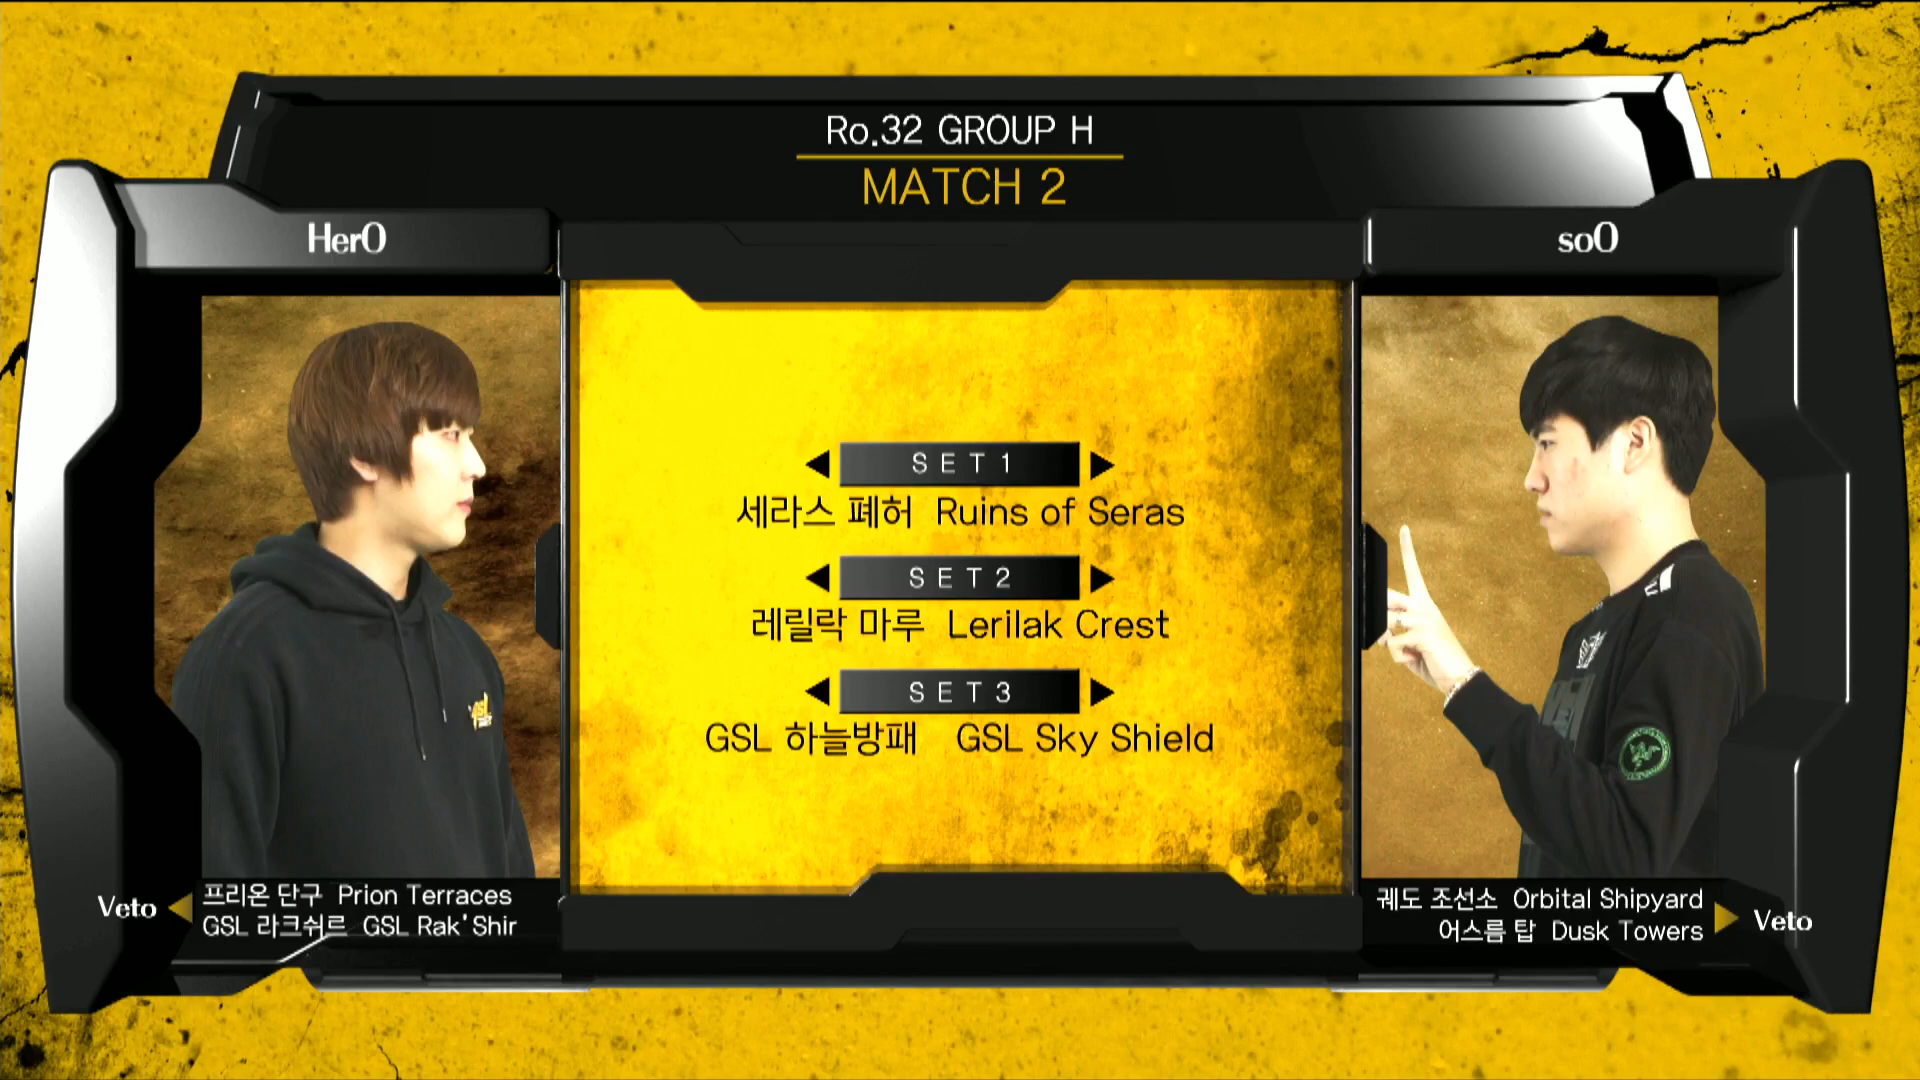 Ro.32 GROUP H
MATCH 2
HerO
soO
SET 1
세라스 폐허 Ruins of Seras
SET 2
레릴락 마루 Lerilak Crest
SET 3
GSL 하늘방패 GSL Sky Shield
GSL
Veto
프리온 단구 Prion Terraces
GSL 라크쉬르 GSL Rak'Shir
궤도 조선소 Orbital Shipyard
어스름 탑 Dusk Towers
Veto